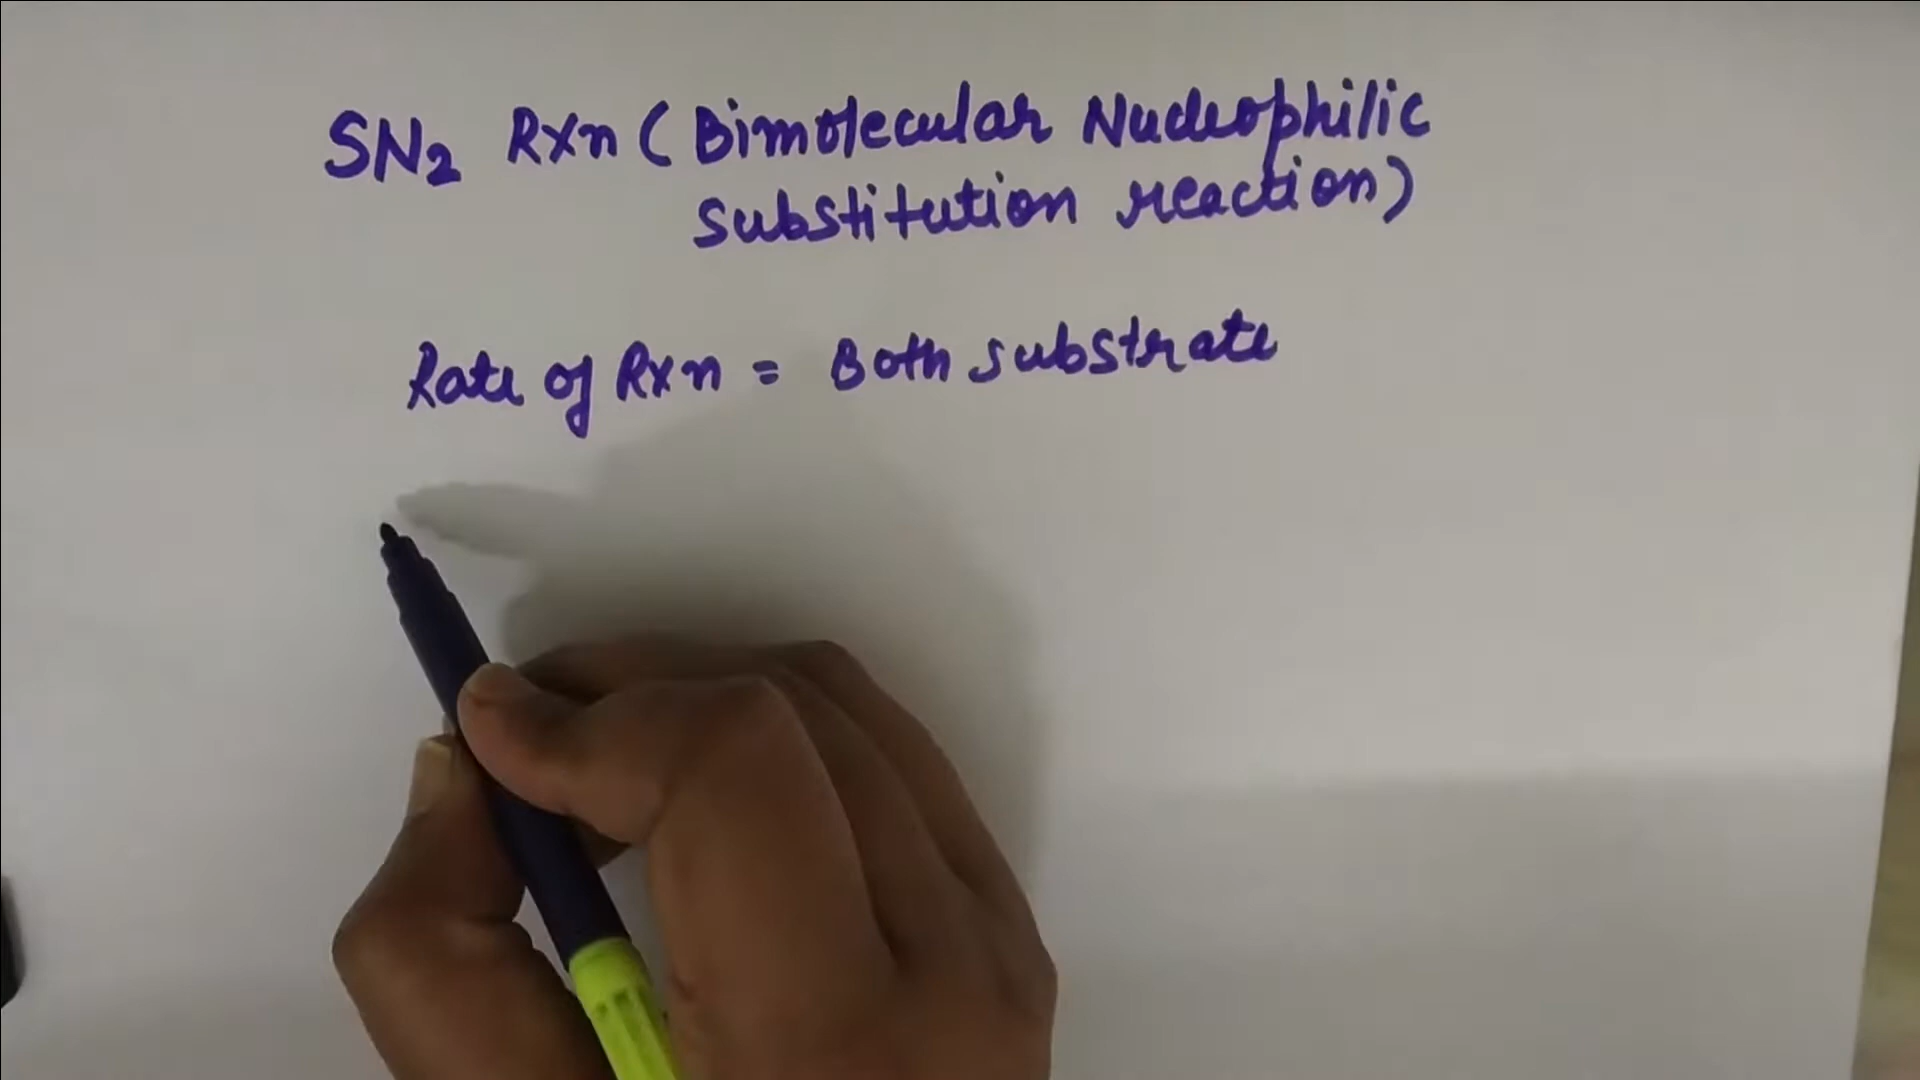 SN2 Rxn (Bimolecular Nucleophilic
substitution reaction)
Rate of Rxn = Both substrate